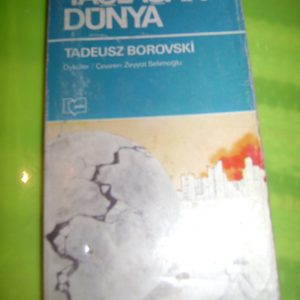 DÜNYA
TADEUSZ BOROVSKİ
Öyküler / Çeviren Zeyyat Selimoğlu